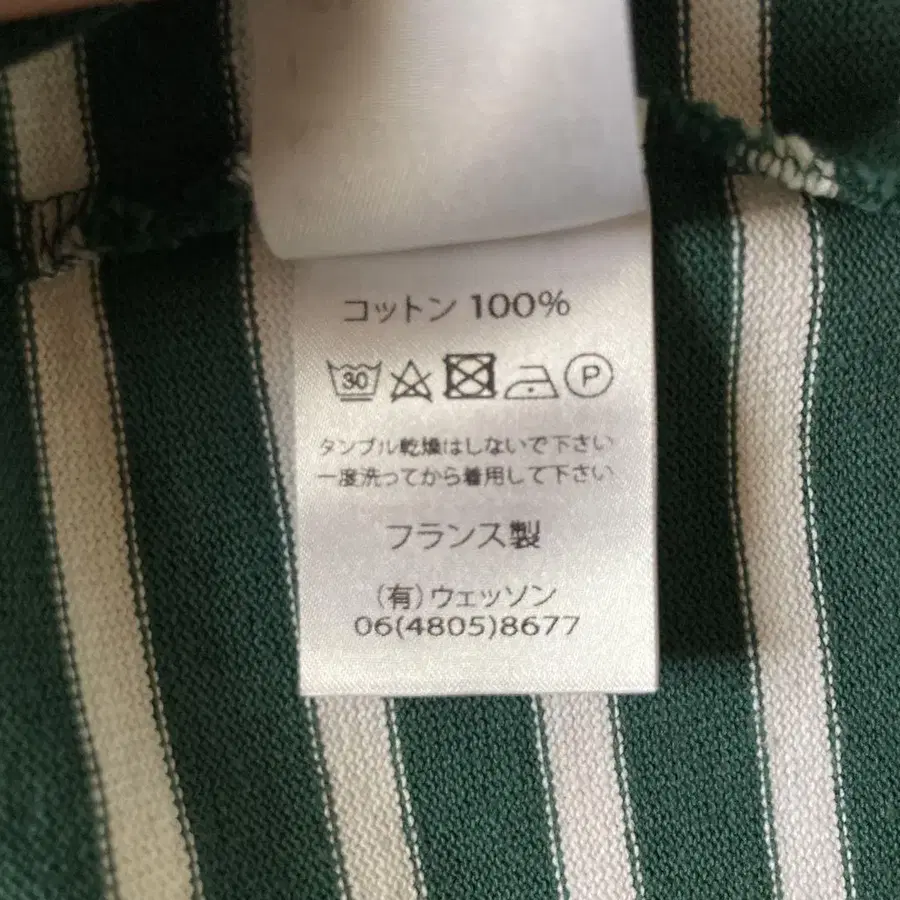 コットン 100%
30 P
タンブル乾燥はしないで下さい
一度洗ってから着用して下さい
フランス製
(有)ウェッソン
06(4805)8677